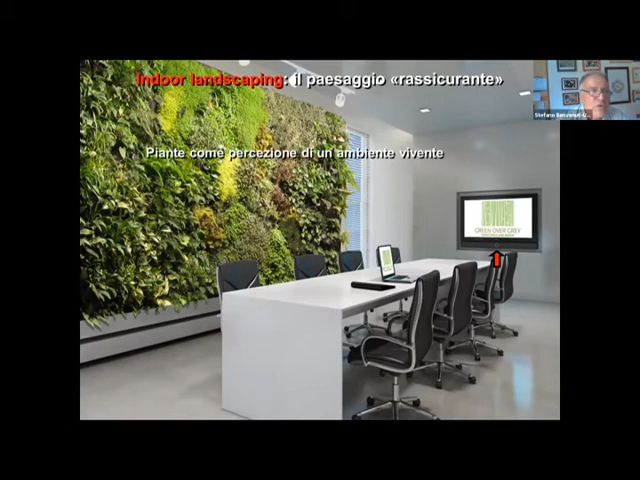 Indoor landscaping: il paesaggio «rassicurante»
Piante come percezione di un ambiente vivente
GREEN OVER GREY